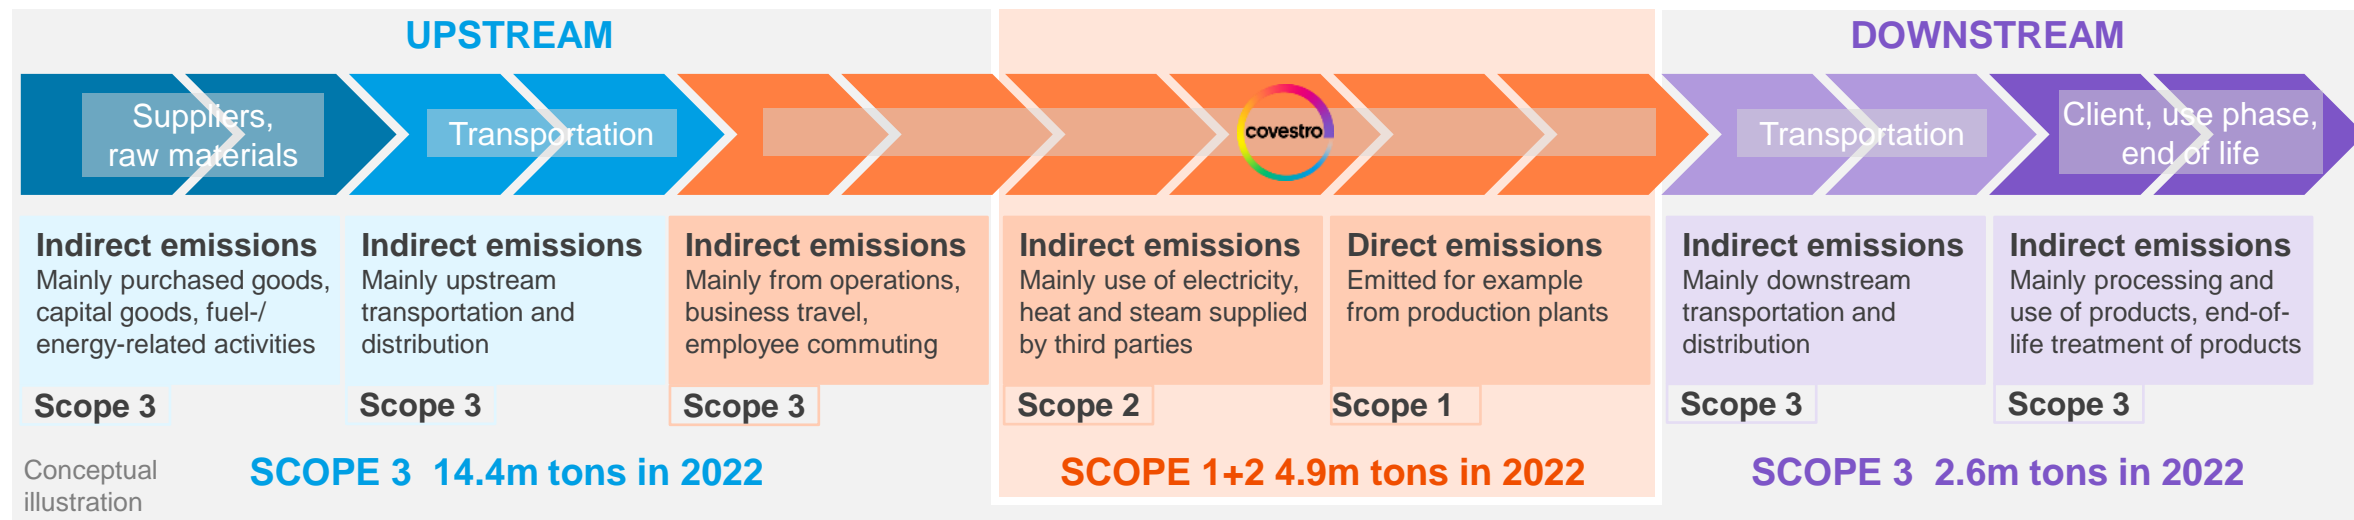 UPSTREAM
DOWNSTREAM
Suppliers,
raw materials
Transportation
covestro
Transportation
Client, use phase,
end of life
Indirect emissions
Mainly purchased goods,
capital goods, fuel-/
energy-related activities
Scope 3
Indirect emissions
Mainly upstream
transportation and
distribution
Scope 3
Indirect emissions
Mainly from operations,
business travel,
employee commuting
Scope 3
Indirect emissions
Mainly use of electricity,
heat and steam supplied
by third parties
Scope 2
Direct emissions
Emitted for example
from production plants
Scope 1
Indirect emissions
Mainly downstream
transportation and
distribution
Scope 3
Indirect emissions
Mainly processing and
use of products, end-of-
life treatment of products
Scope 3
Conceptual
illustration
SCOPE 3 14.4m tons in 2022
SCOPE 1+2 4.9m tons in 2022
SCOPE 3 2.6m tons in 2022